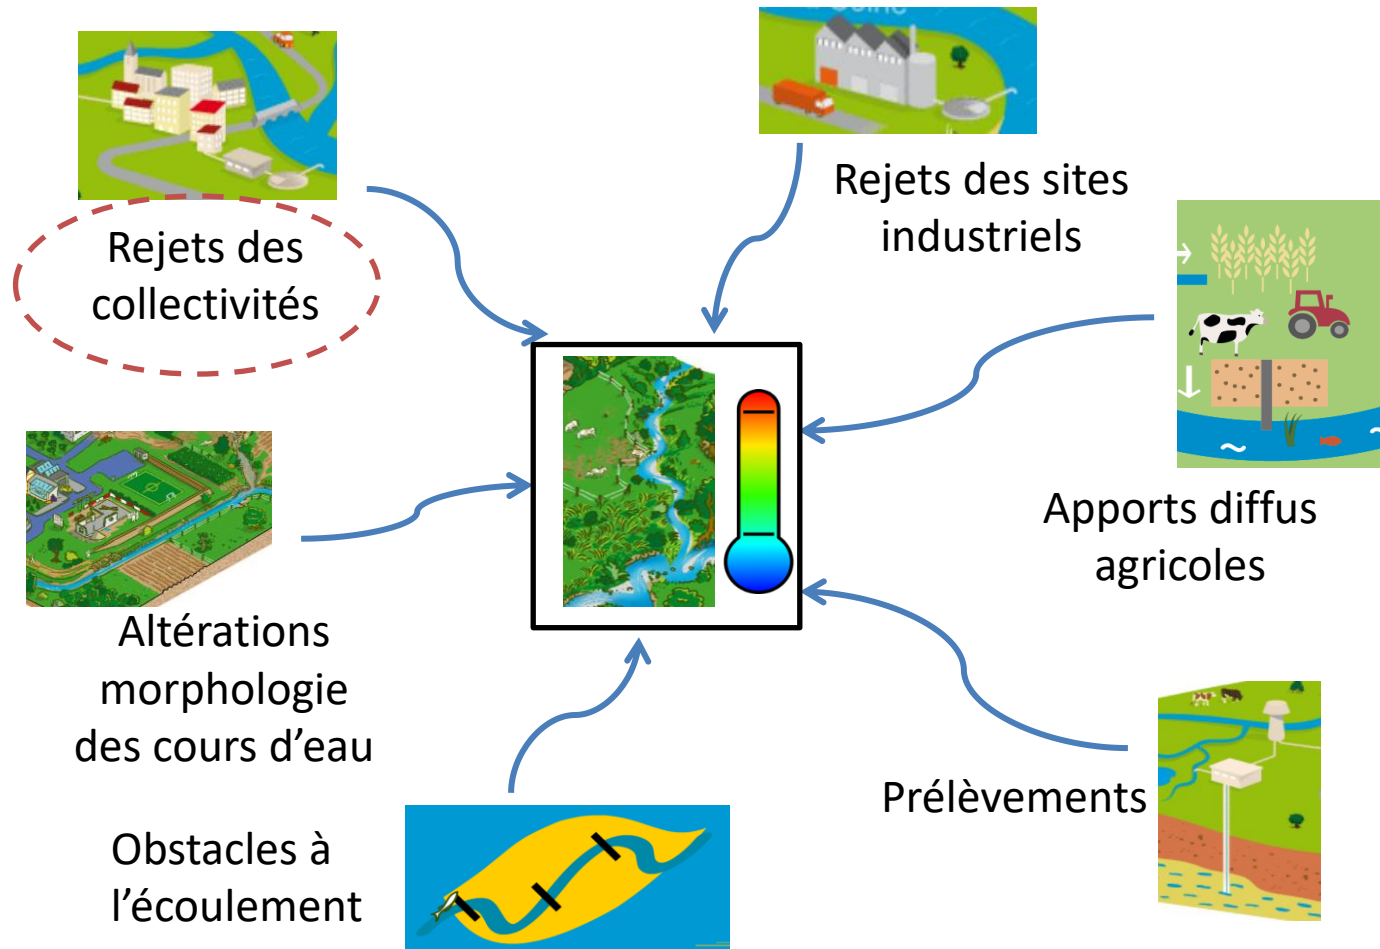 Rejets des
collectivités
Rejets des sites
industriels
Apports diffus
agricoles
Altérations
morphologie
des cours d’eau
Prélèvements
Obstacles à
l’écoulement